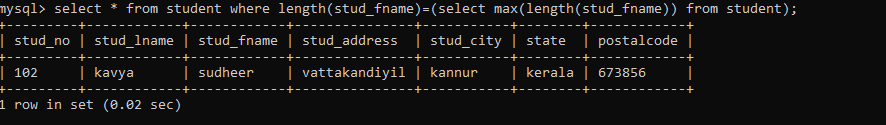 mysql> select * from student where length(stud_fname)=(select max(length(stud_fname)) from student);
+---------+------------+------------+---------------+-----------+--------+------------+
| stud_no | stud_lname | stud_fname | stud_address | stud_city | state | postalcode |
+---------+------------+------------+---------------+-----------+--------+------------+
| 102 | kavya | sudheer | vattakandiyil | kannur | kerala | 673856 |
+---------+------------+------------+---------------+-----------+--------+------------+
1 row in set (0.02 sec)